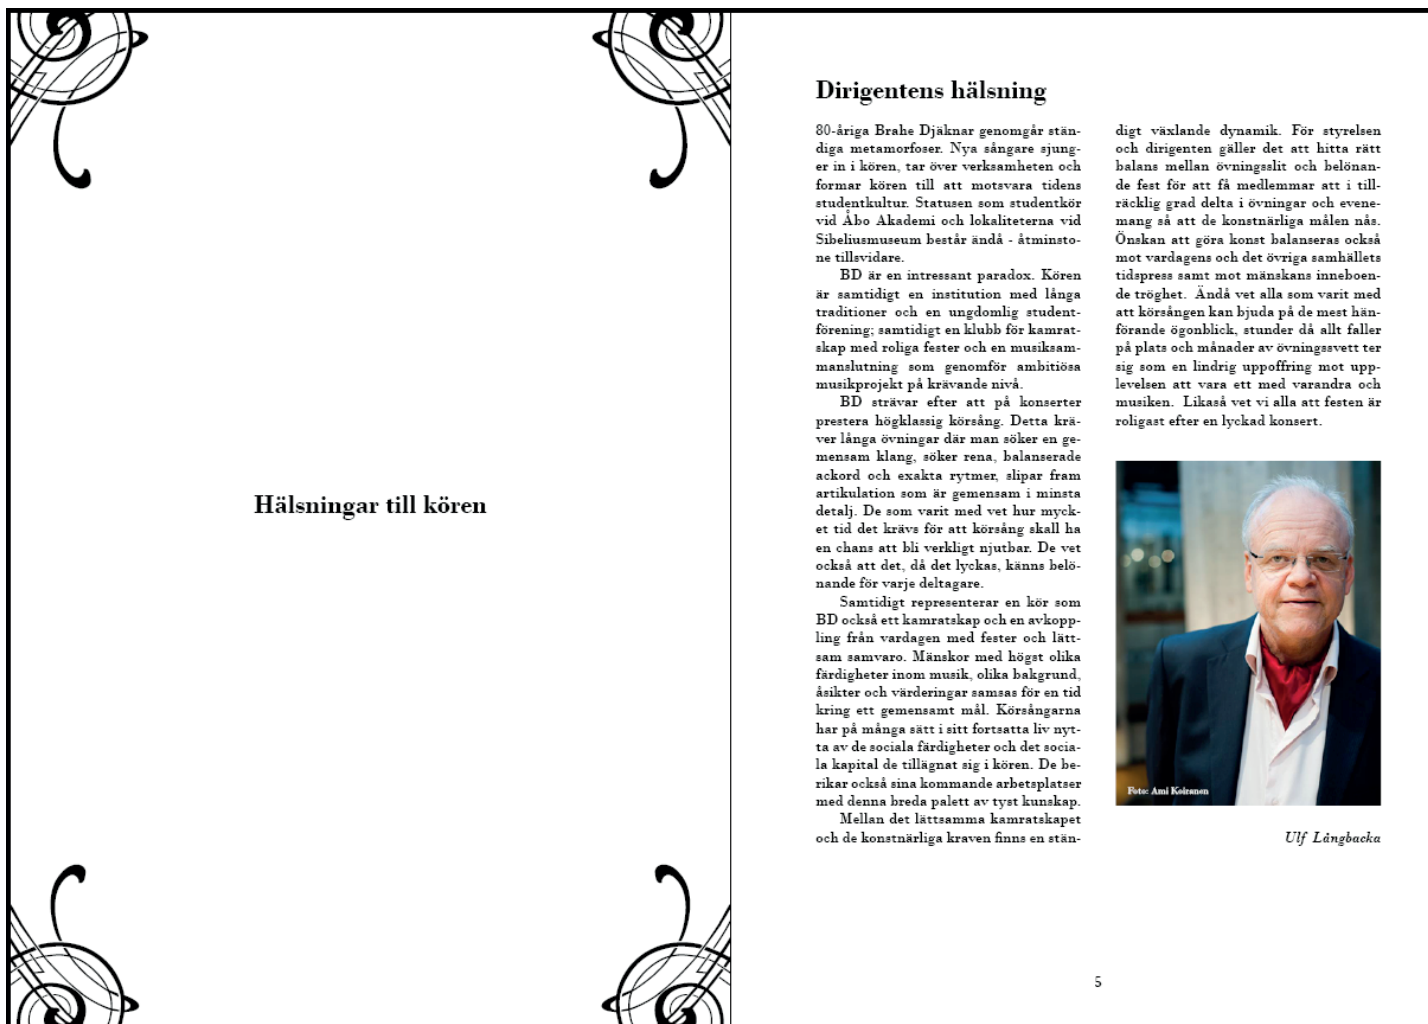 Hälsningar till kören
Dirigentens hälsning
80-åriga Brahe Djäknar genomgår stän-
diga metamorfoser. Nya sångare sjung-
er in i kören, tar över verksamheten och
formar kören till att motsvara tidens
studentkultur. Statusen som studentkör
vid Åbo Akademi och lokaliteterna vid
Sibeliusmuseum består ändå - åtminsto-
ne tillsvidare.
BD är en intressant paradox. Kören
är samtidigt en institution med långa
traditioner och en ungdomlig student-
förening; samtidigt en klubb för kamrat-
skap med roliga fester och en musiksam-
manslutning som genomför ambitiösa
musikprojekt på krävande nivå.
BD strävar efter att på konserter
prestera högklassig körsång. Detta krä-
ver långa övningar där man söker en ge-
mensam klang, söker rena, balanserade
ackord och exakta rytmer, slipar fram
artikulation som är gemensam i minsta
detalj. De som varit med vet hur myck-
et tid det krävs för att körsång skall ha
en chans att bli verkligt njutbar. De vet
också att det, då det lyckas, känns belö-
nande för varje deltagare.
Samtidigt representerar en kör som
BD också ett kamratskap och en avkopp-
ling från vardagen med fester och lätt-
sam samvaro. Mänskor med högst olika
färdigheter inom musik, olika bakgrund,
åsikter och värderingar samsas för en tid
kring ett gemensamt mål. Körsångarna
har på många sätt i sitt fortsatta liv nyt-
ta av de sociala färdigheter och det socia-
la kapital de tillägnat sig i kören. De be-
rikar också sina kommande arbetsplatser
med denna breda palett av tyst kunskap.
Mellan det lättsamma kamratskapet
och de konstnärliga kraven finns en stän-
digt växlande dynamik. För styrelsen
och dirigenten gäller det att hitta rätt
balans mellan övningsslit och belönan-
de fest för att få medlemmar att i till-
räcklig grad delta i övningar och evene-
mang så att de konstnärliga målen nås.
Önskan att göra konst balanseras också
mot vardagens och det övriga samhällets
tidspress samt mot mänskans inneboen-
de tröghet. Ändå vet alla som varit med
att körsången kan bjuda på de mest hän-
förande ögonblick, stunder då allt faller
på plats och månader av övningssvett ter
sig som en lindrig uppoffring mot upp-
levelsen att vara ett med varandra och
musiken. Likaså vet vi alla att festen är
roligast efter en lyckad konsert.
Foto: Ami Koiranen
Ulf Långbacka
5